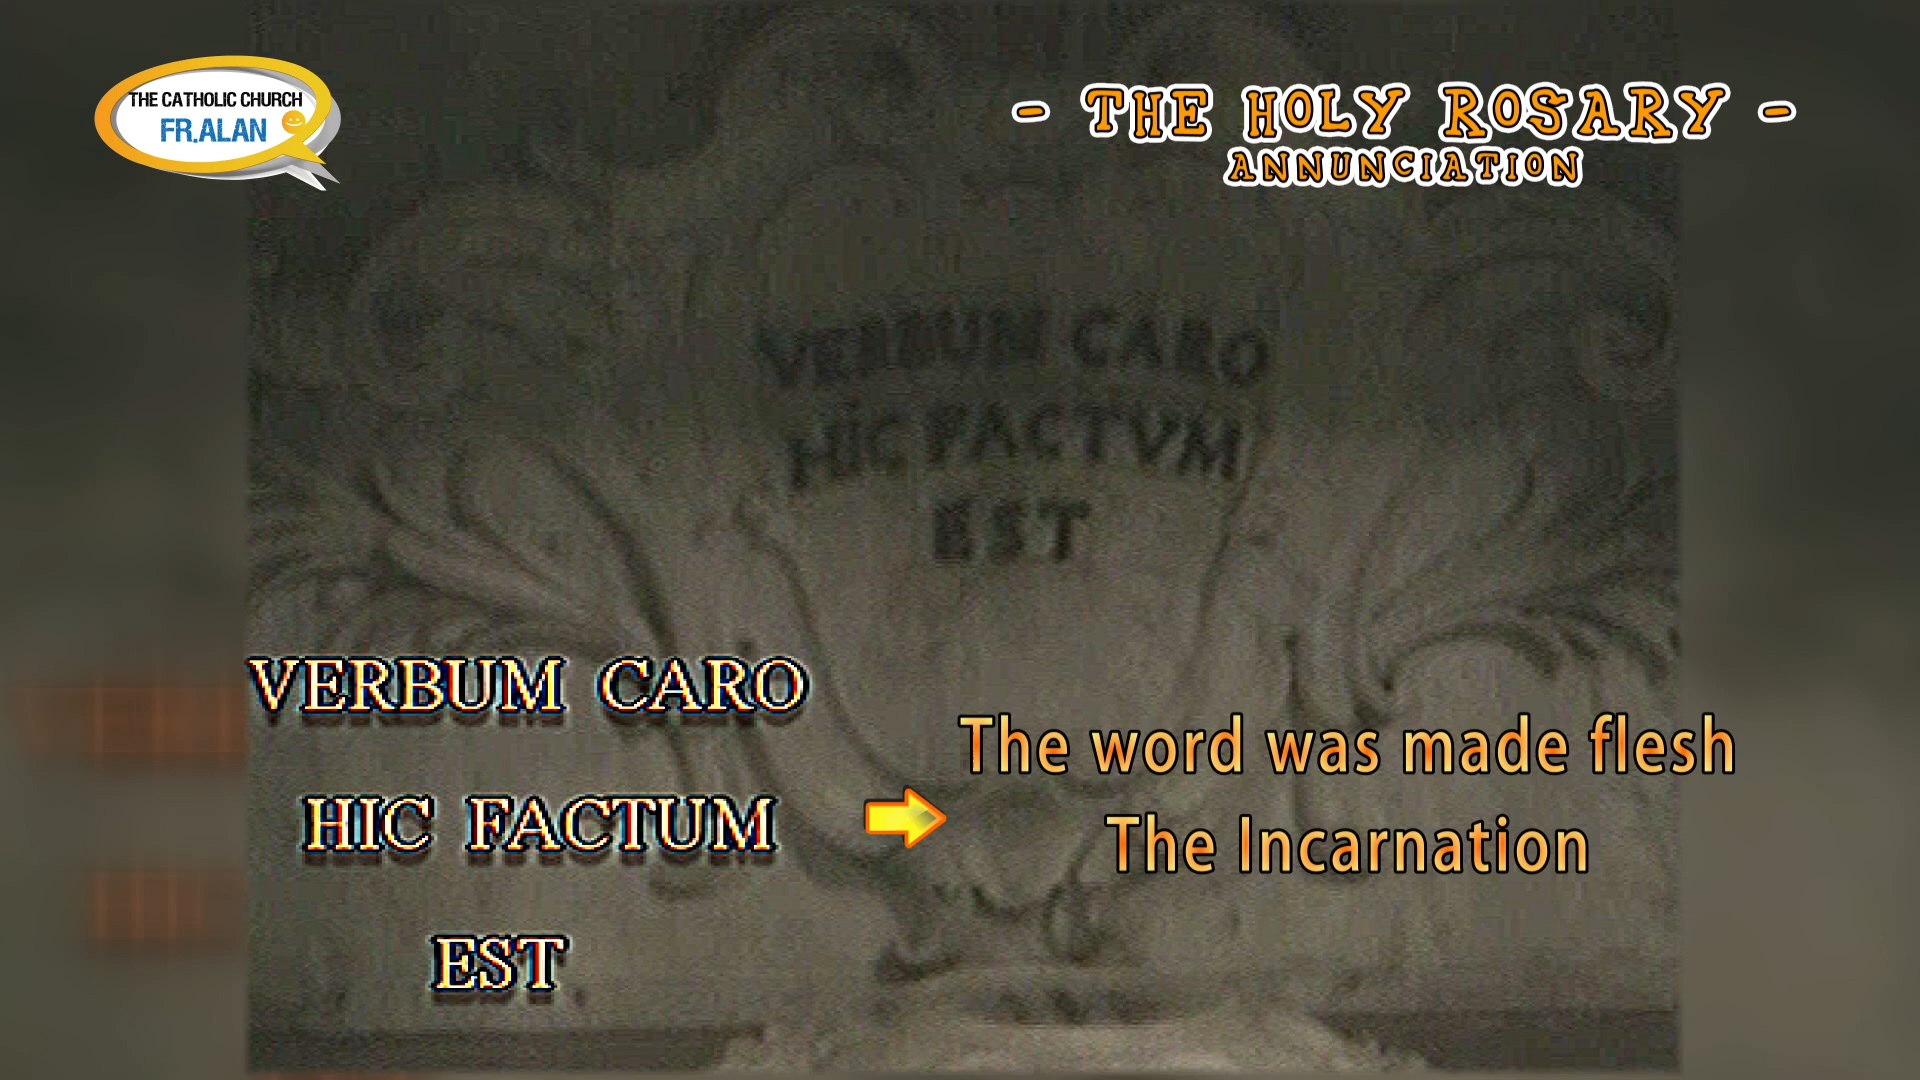 THE CATHOLIC CHURCH
FR.ALAN
- THE HOLY ROSARY -
ANNUNCIATION
VERBUM CARO
HIC FACTVM
EST
VERBUM CARO
HIC FACTUM
EST
The word was made flesh
The Incarnation